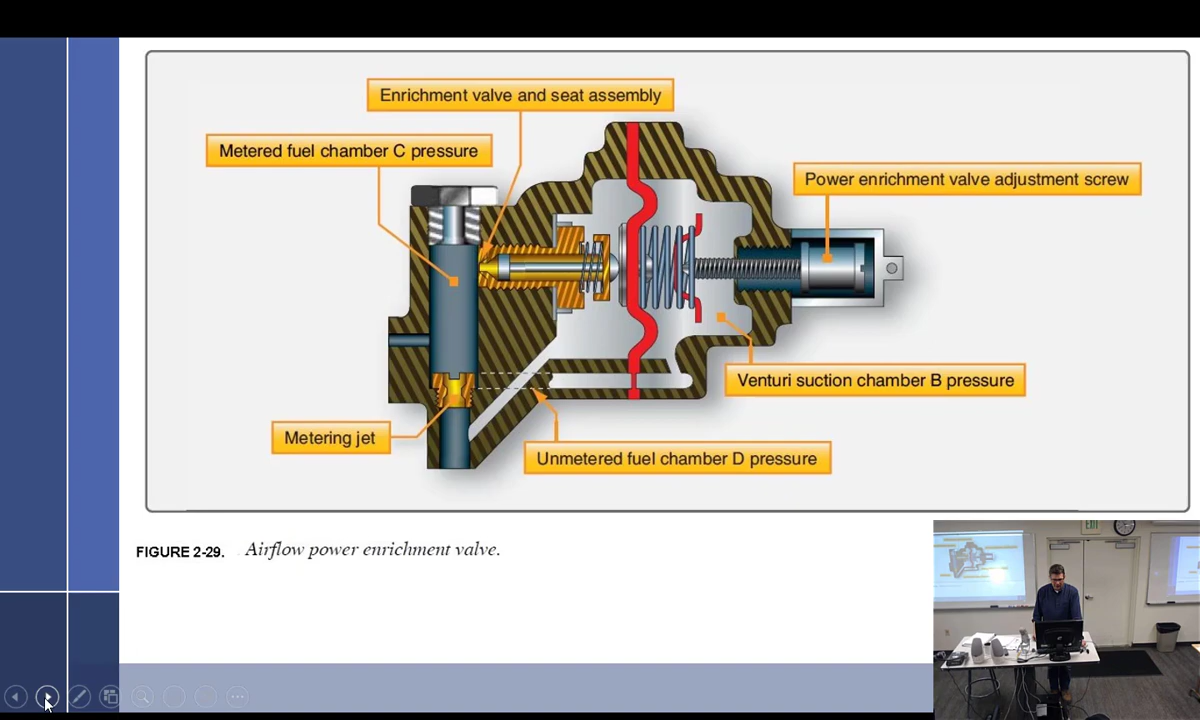 Enrichment valve and seat assembly
Metered fuel chamber C pressure
Power enrichment valve adjustment screw
Venturi suction chamber B pressure
Metering jet
Unmetered fuel chamber D pressure
FIGURE 2-29. Airflow power enrichment valve.
EXIT